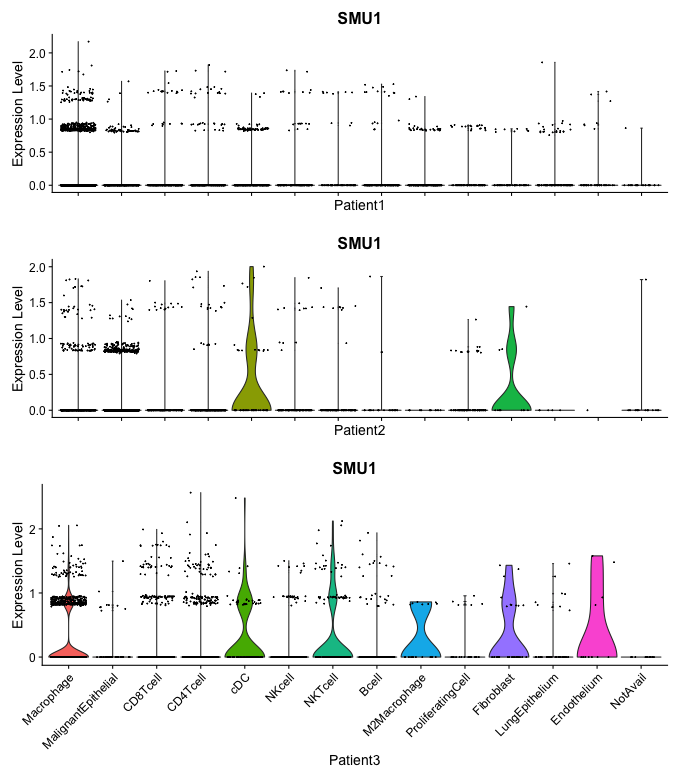 SMU1
Expression Level
2.0
1.5
1.0
0.5
0.0
Patient1
SMU1
Expression Level
2.0
1.5
1.0
0.5
0.0
Patient2
SMU1
Expression Level
2
1
0
Macrophage
MalignantEpithelial
CD8Tcell
CD4Tcell
cDC
NKcell
NKTcell
Bcell
M2Macrophage
ProliferatingCell
Fibroblast
LungEpithelium
Endothelium
NotAvail
Patient3